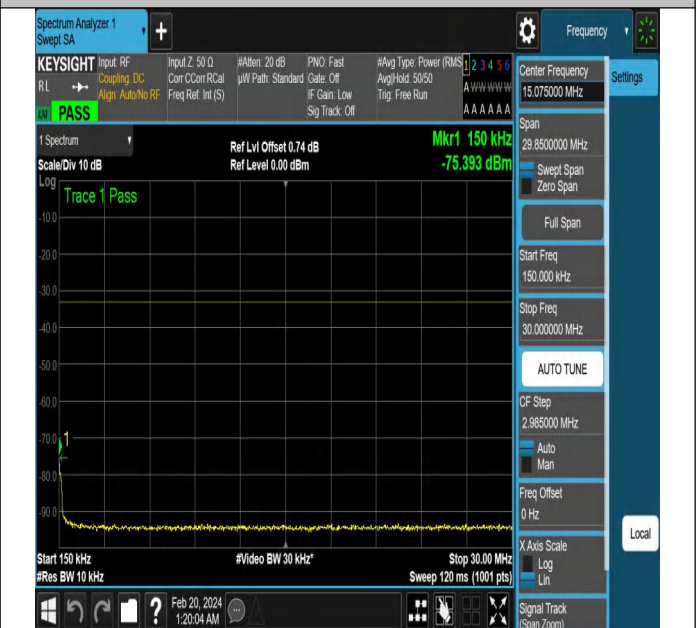 Spectrum Analyzer 1
Swept SA
+
Frequency
KEYSIGHT
RL
PASS
Input: RF
Coupling: DC
Align: Auto/No RF
Input Z: 50 Ω
Corr CCorr RCal
Freq Ref: Int (S)
#Atten: 20 dB
µW Path: Standard
PNO: Fast
Gate: Off
IF Gain: Low
Sig Track: Off
#Avg Type: Power (RMS
Avg|Hold: 50/50
Trig: Free Run
1 2 3 4 5 6
A W W W W W
A A A A A A
Center Frequency
15.075000 MHz
Settings
Span
29.8500000 MHz
Swept Span
Zero Span
Full Span
Start Freq
150.000 kHz
Stop Freq
30.000000 MHz
AUTO TUNE
CF Step
2.985000 MHz
Auto
Man
Freq Offset
0 Hz
X Axis Scale
Log
Lin
Signal Track
(Span Zoom)
Local
1 Spectrum
Scale/Div 10 dB
Ref Lvl Offset 0.74 dB
Ref Level 0.00 dBm
Mkr1 150 kHz
-75.393 dBm
Log
Trace 1 Pass
-10.0
-20.0
-30.0
-40.0
-50.0
-60.0
-70.0
1
-80.0
-90.0
Start 150 kHz
#Video BW 30 kHz*
Stop 30.00 MHz
#Res BW 10 kHz
Sweep 120 ms (1001 pts)
?
Feb 20, 2024
1:20:04 AM